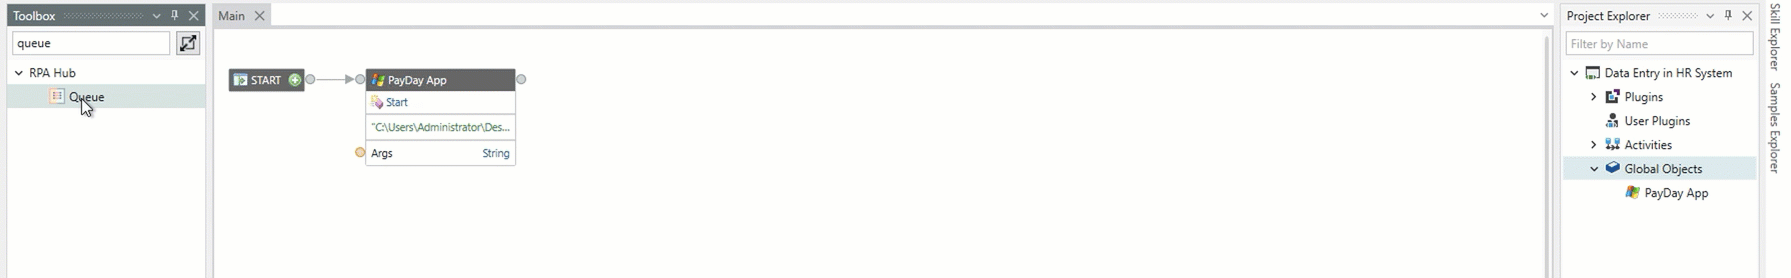 Toolbox
queue
RPA Hub
Queue
Main
START
PayDay App
Start
"C:\Users\Administrator\Des...
Args String
Project Explorer
Filter by Name
Data Entry in HR System
Plugins
User Plugins
Activities
Global Objects
PayDay App
Skill Explorer
Samples Explorer